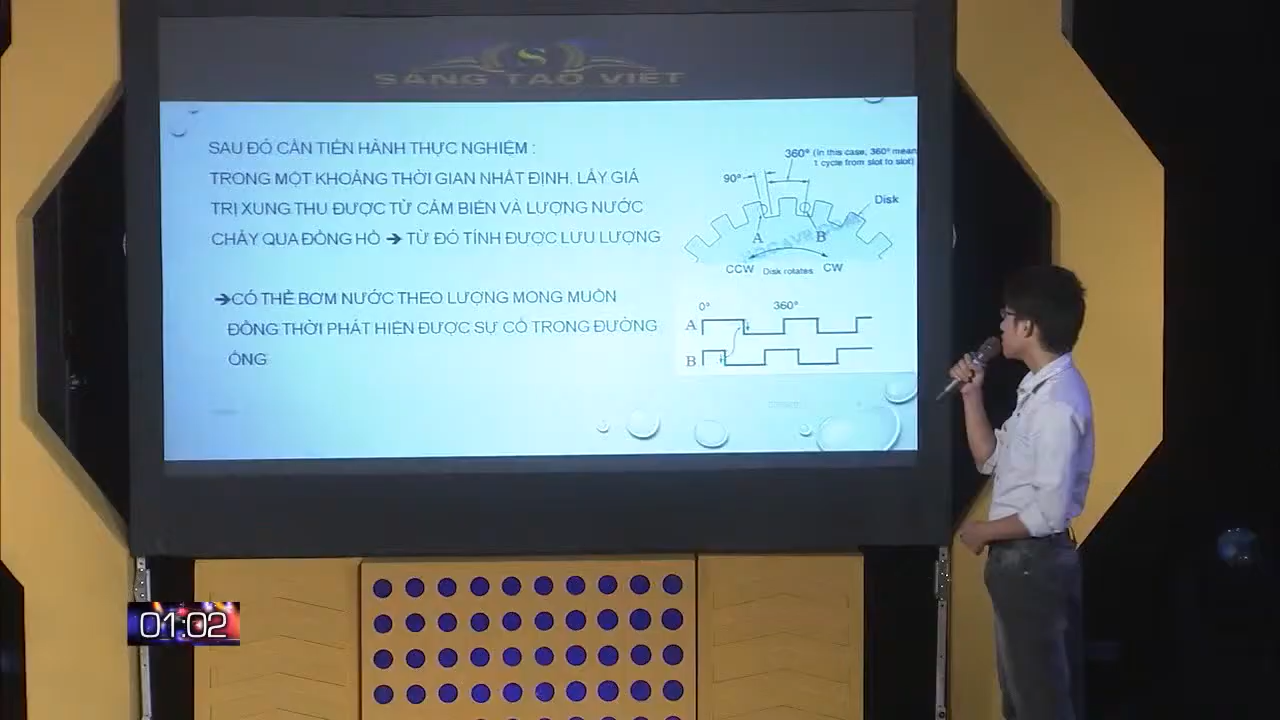 S
SÁNG TẠO VIỆT
SAU ĐÓ CẦN TIẾN HÀNH THỰC NGHIỆM :
TRONG MỘT KHOẢNG THỜI GIAN NHẤT ĐỊNH, LẤY GIÁ
TRỊ XUNG THU ĐƯỢC TỪ CẢM BIẾN VÀ LƯỢNG NƯỚC
CHẢY QUA ĐỒNG HỒ ➔ TỪ ĐÓ TÍNH ĐƯỢC LƯU LƯỢNG
➔CÓ THỂ BƠM NƯỚC THEO LƯỢNG MONG MUỐN
ĐỒNG THỜI PHÁT HIỆN ĐƯỢC SỰ CỐ TRONG ĐƯỜNG
ỐNG
360° (In this case, 360° mean
1 cycle from slot to slot)
90°
Disk
A B
CCW Disk rotates CW
0° 360°
A
B
01:02